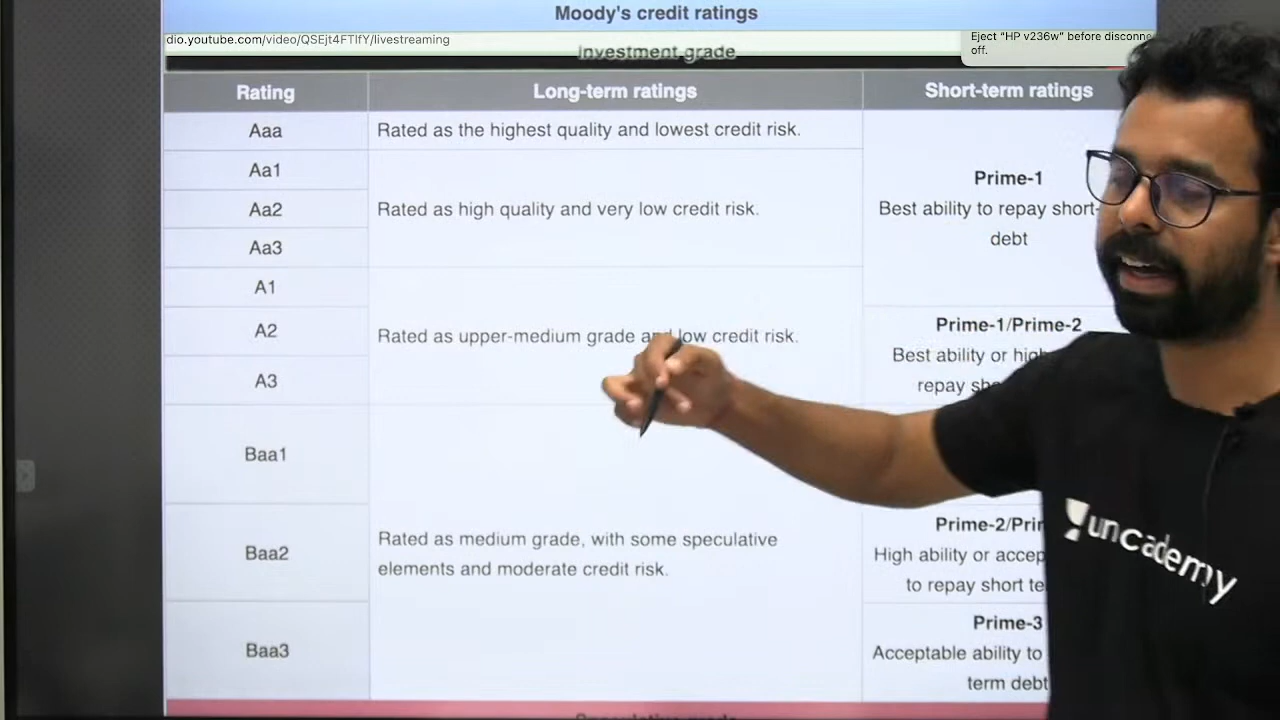 Moody's credit ratings
dio.youtube.com/video/QSEjt4FTIfY/livestreaming
Eject "HP v236w" before disconne
off.
Investment grade
Rating
Long-term ratings
Short-term ratings
Aaa
Rated as the highest quality and lowest credit risk.
Aa1
Aa2
Aa3
Rated as high quality and very low credit risk.
Prime-1
Best ability to repay short-
debt
A1
A2
A3
Rated as upper-medium grade and low credit risk.
Prime-1/Prime-2
Best ability or hig
repay sh
Baa1
Baa2
Baa3
Rated as medium grade, with some speculative
elements and moderate credit risk.
Prime-2/Pri
High ability or accep
to repay short te
Prime-3
Acceptable ability to
term debt
Speculative grade
uncademy